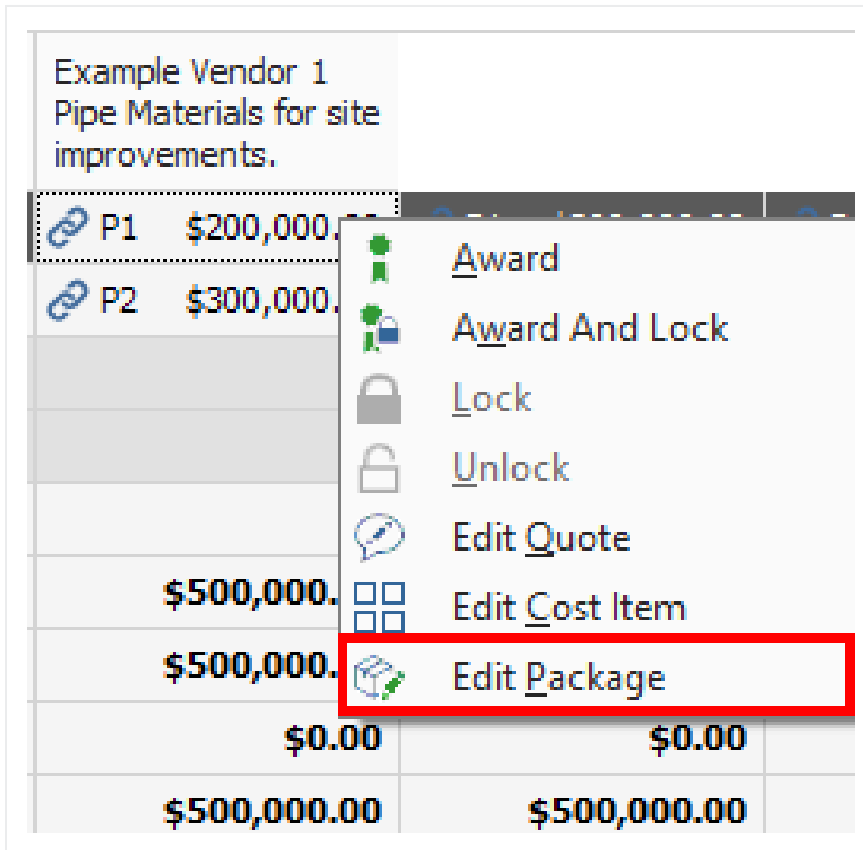 Example Vendor 1
Pipe Materials for site
improvements.
P1 $200,000.
P2 $300,000.
Award
Award And Lock
Lock
Unlock
Edit Quote
$500,000.
Edit Cost Item
$500,000.
Edit Package
$0.00 $0.00
$500,000.00 $500,000.00